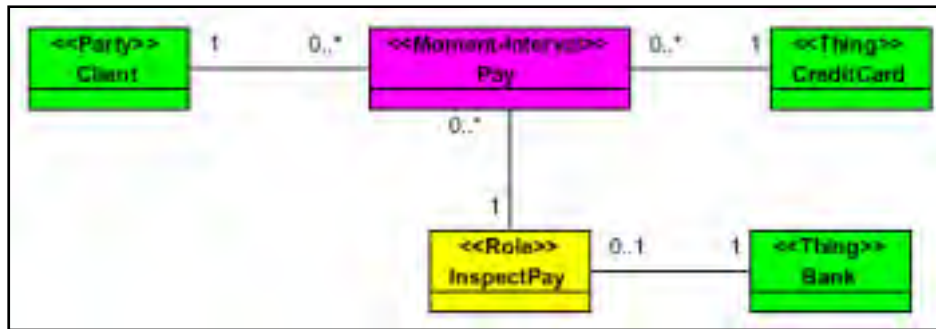 <<Party>>
Client
1
0..*
<<Moment-Interval>>
Pay
0..*
1
<<Thing>>
CreditCard
0..*
1
<<Role>>
InspectPay
0..1
1
<<Thing>>
Bank